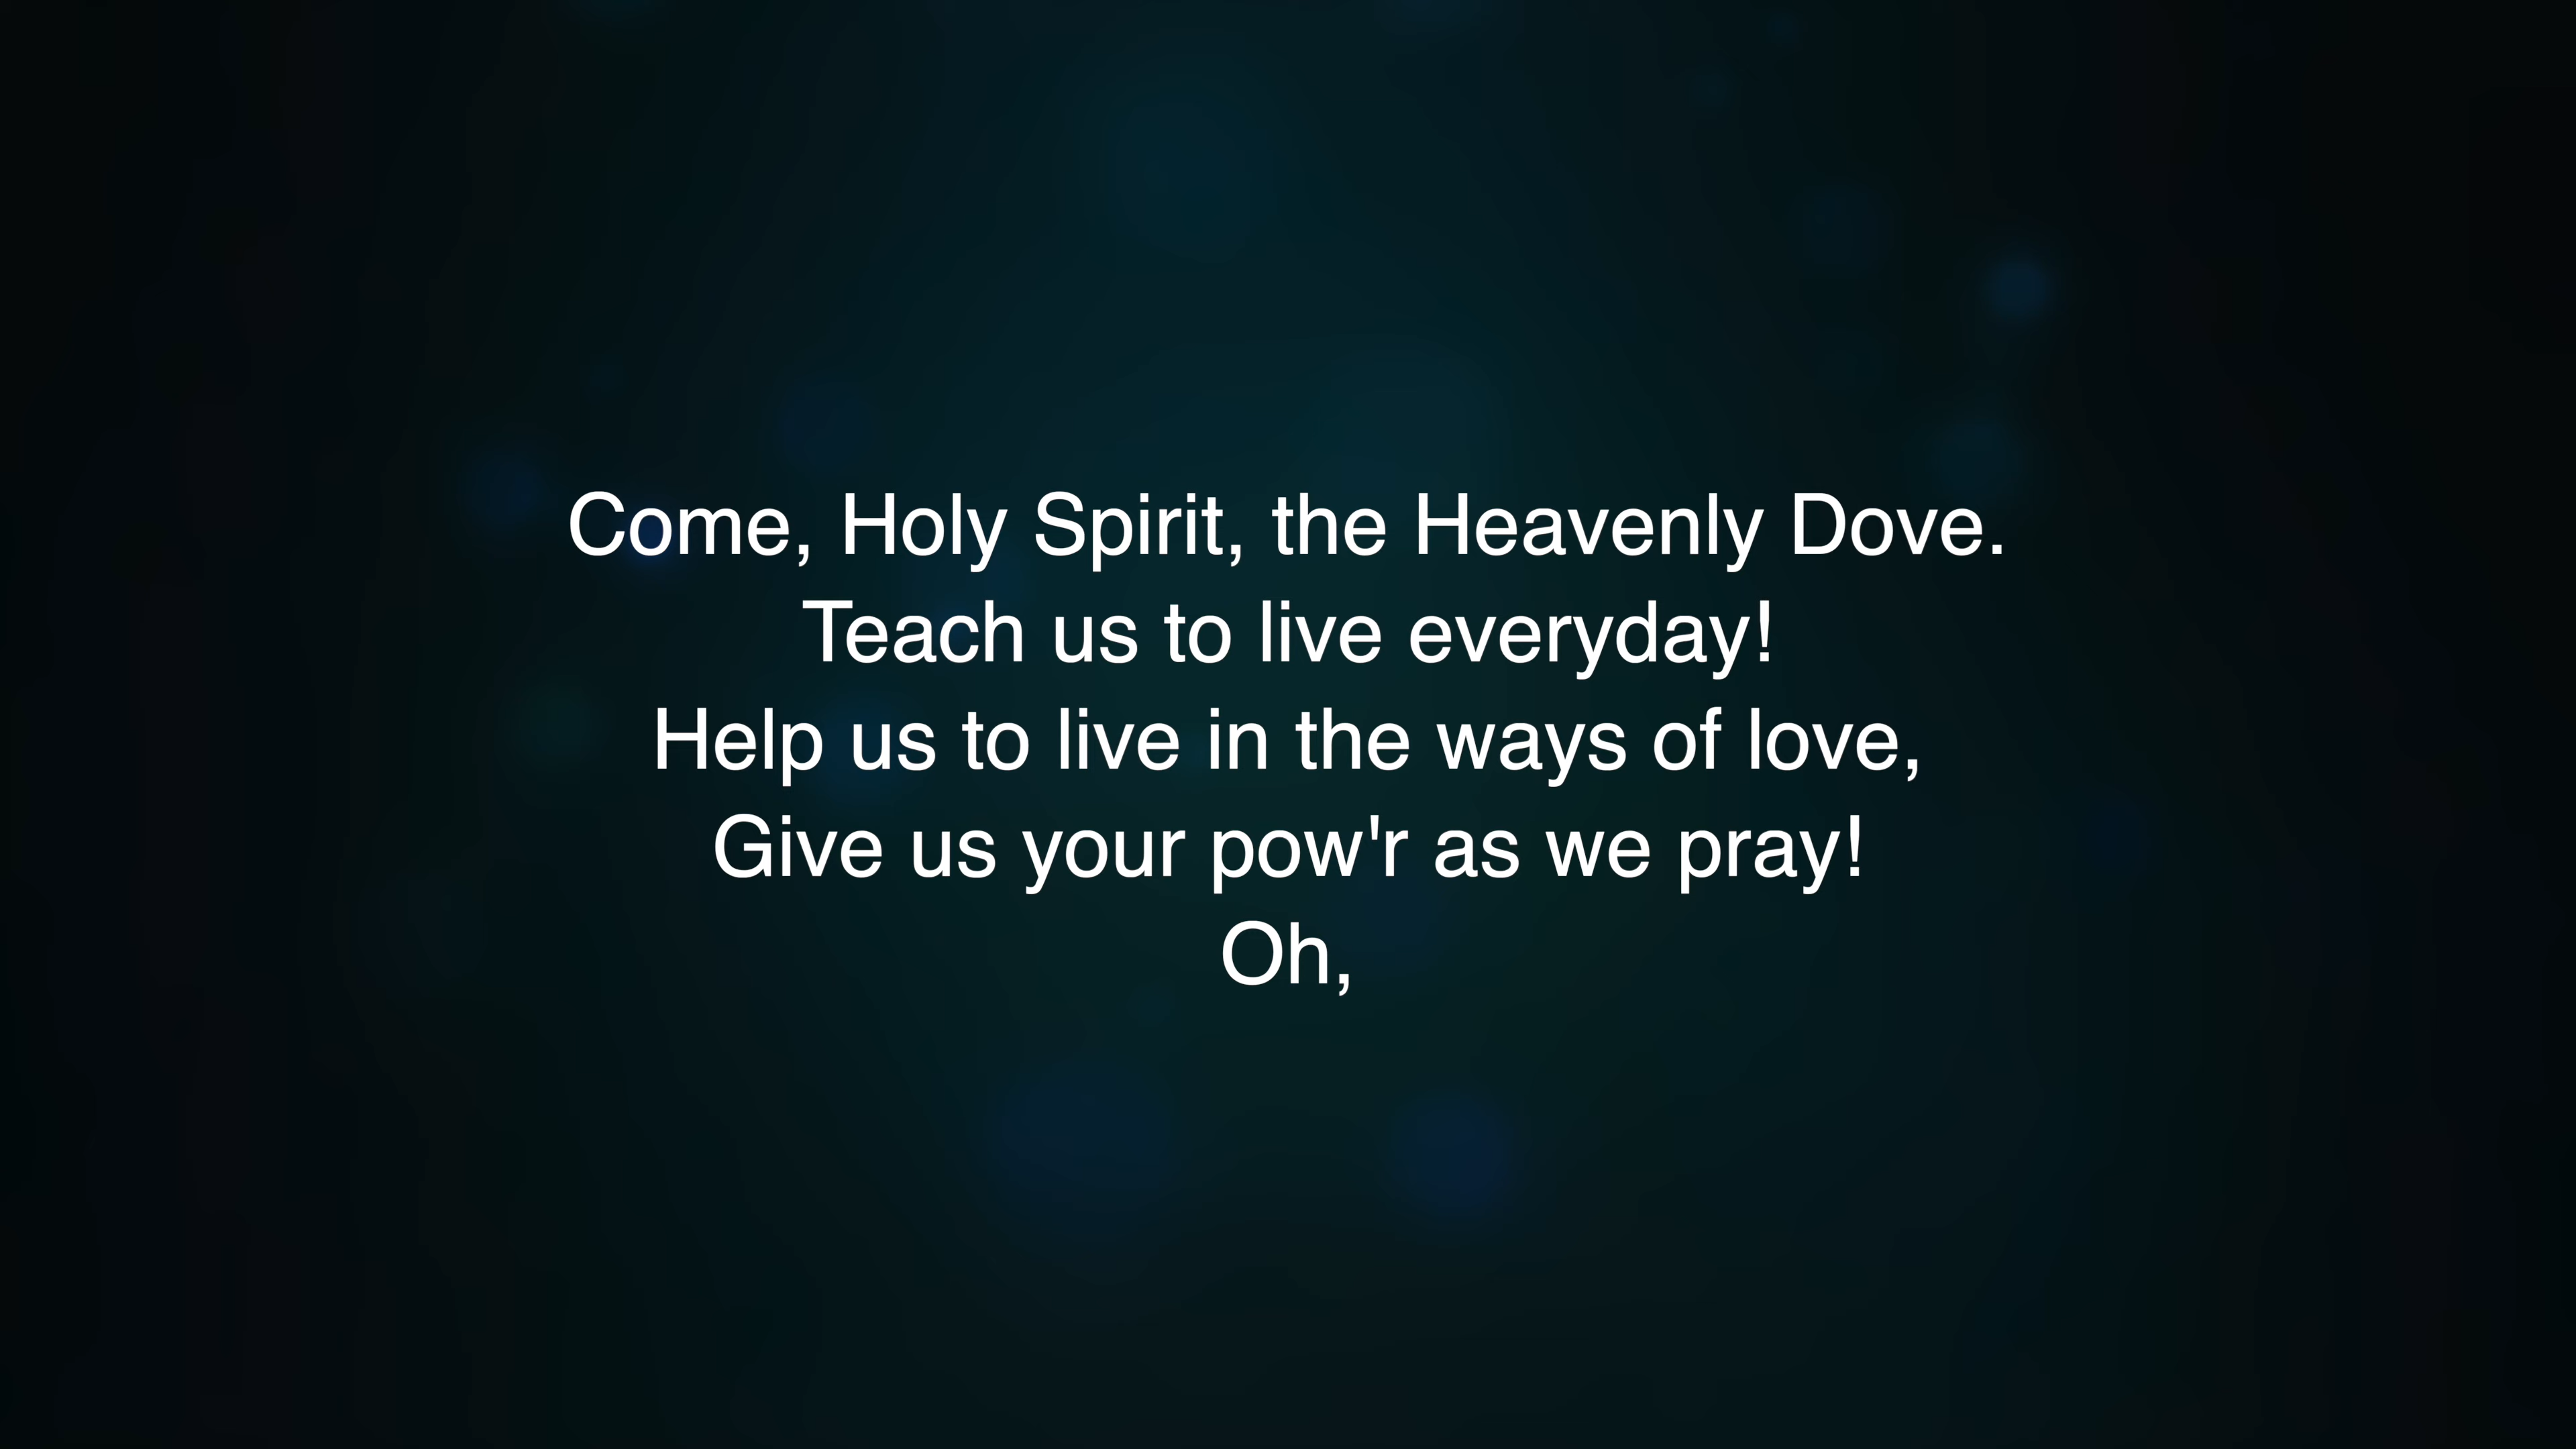 Come, Holy Spirit, the Heavenly Dove.
Teach us to live everyday!
Help us to live in the ways of love,
Give us your pow'r as we pray!
Oh,